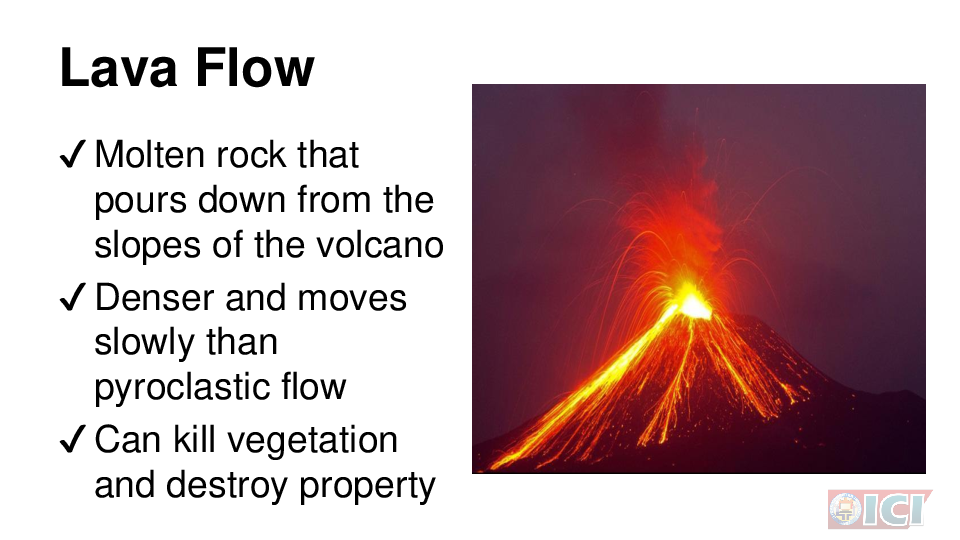 Lava Flow
✓ Molten rock that
pours down from the
slopes of the volcano
✓ Denser and moves
slowly than
pyroclastic flow
✓ Can kill vegetation
and destroy property
ICI